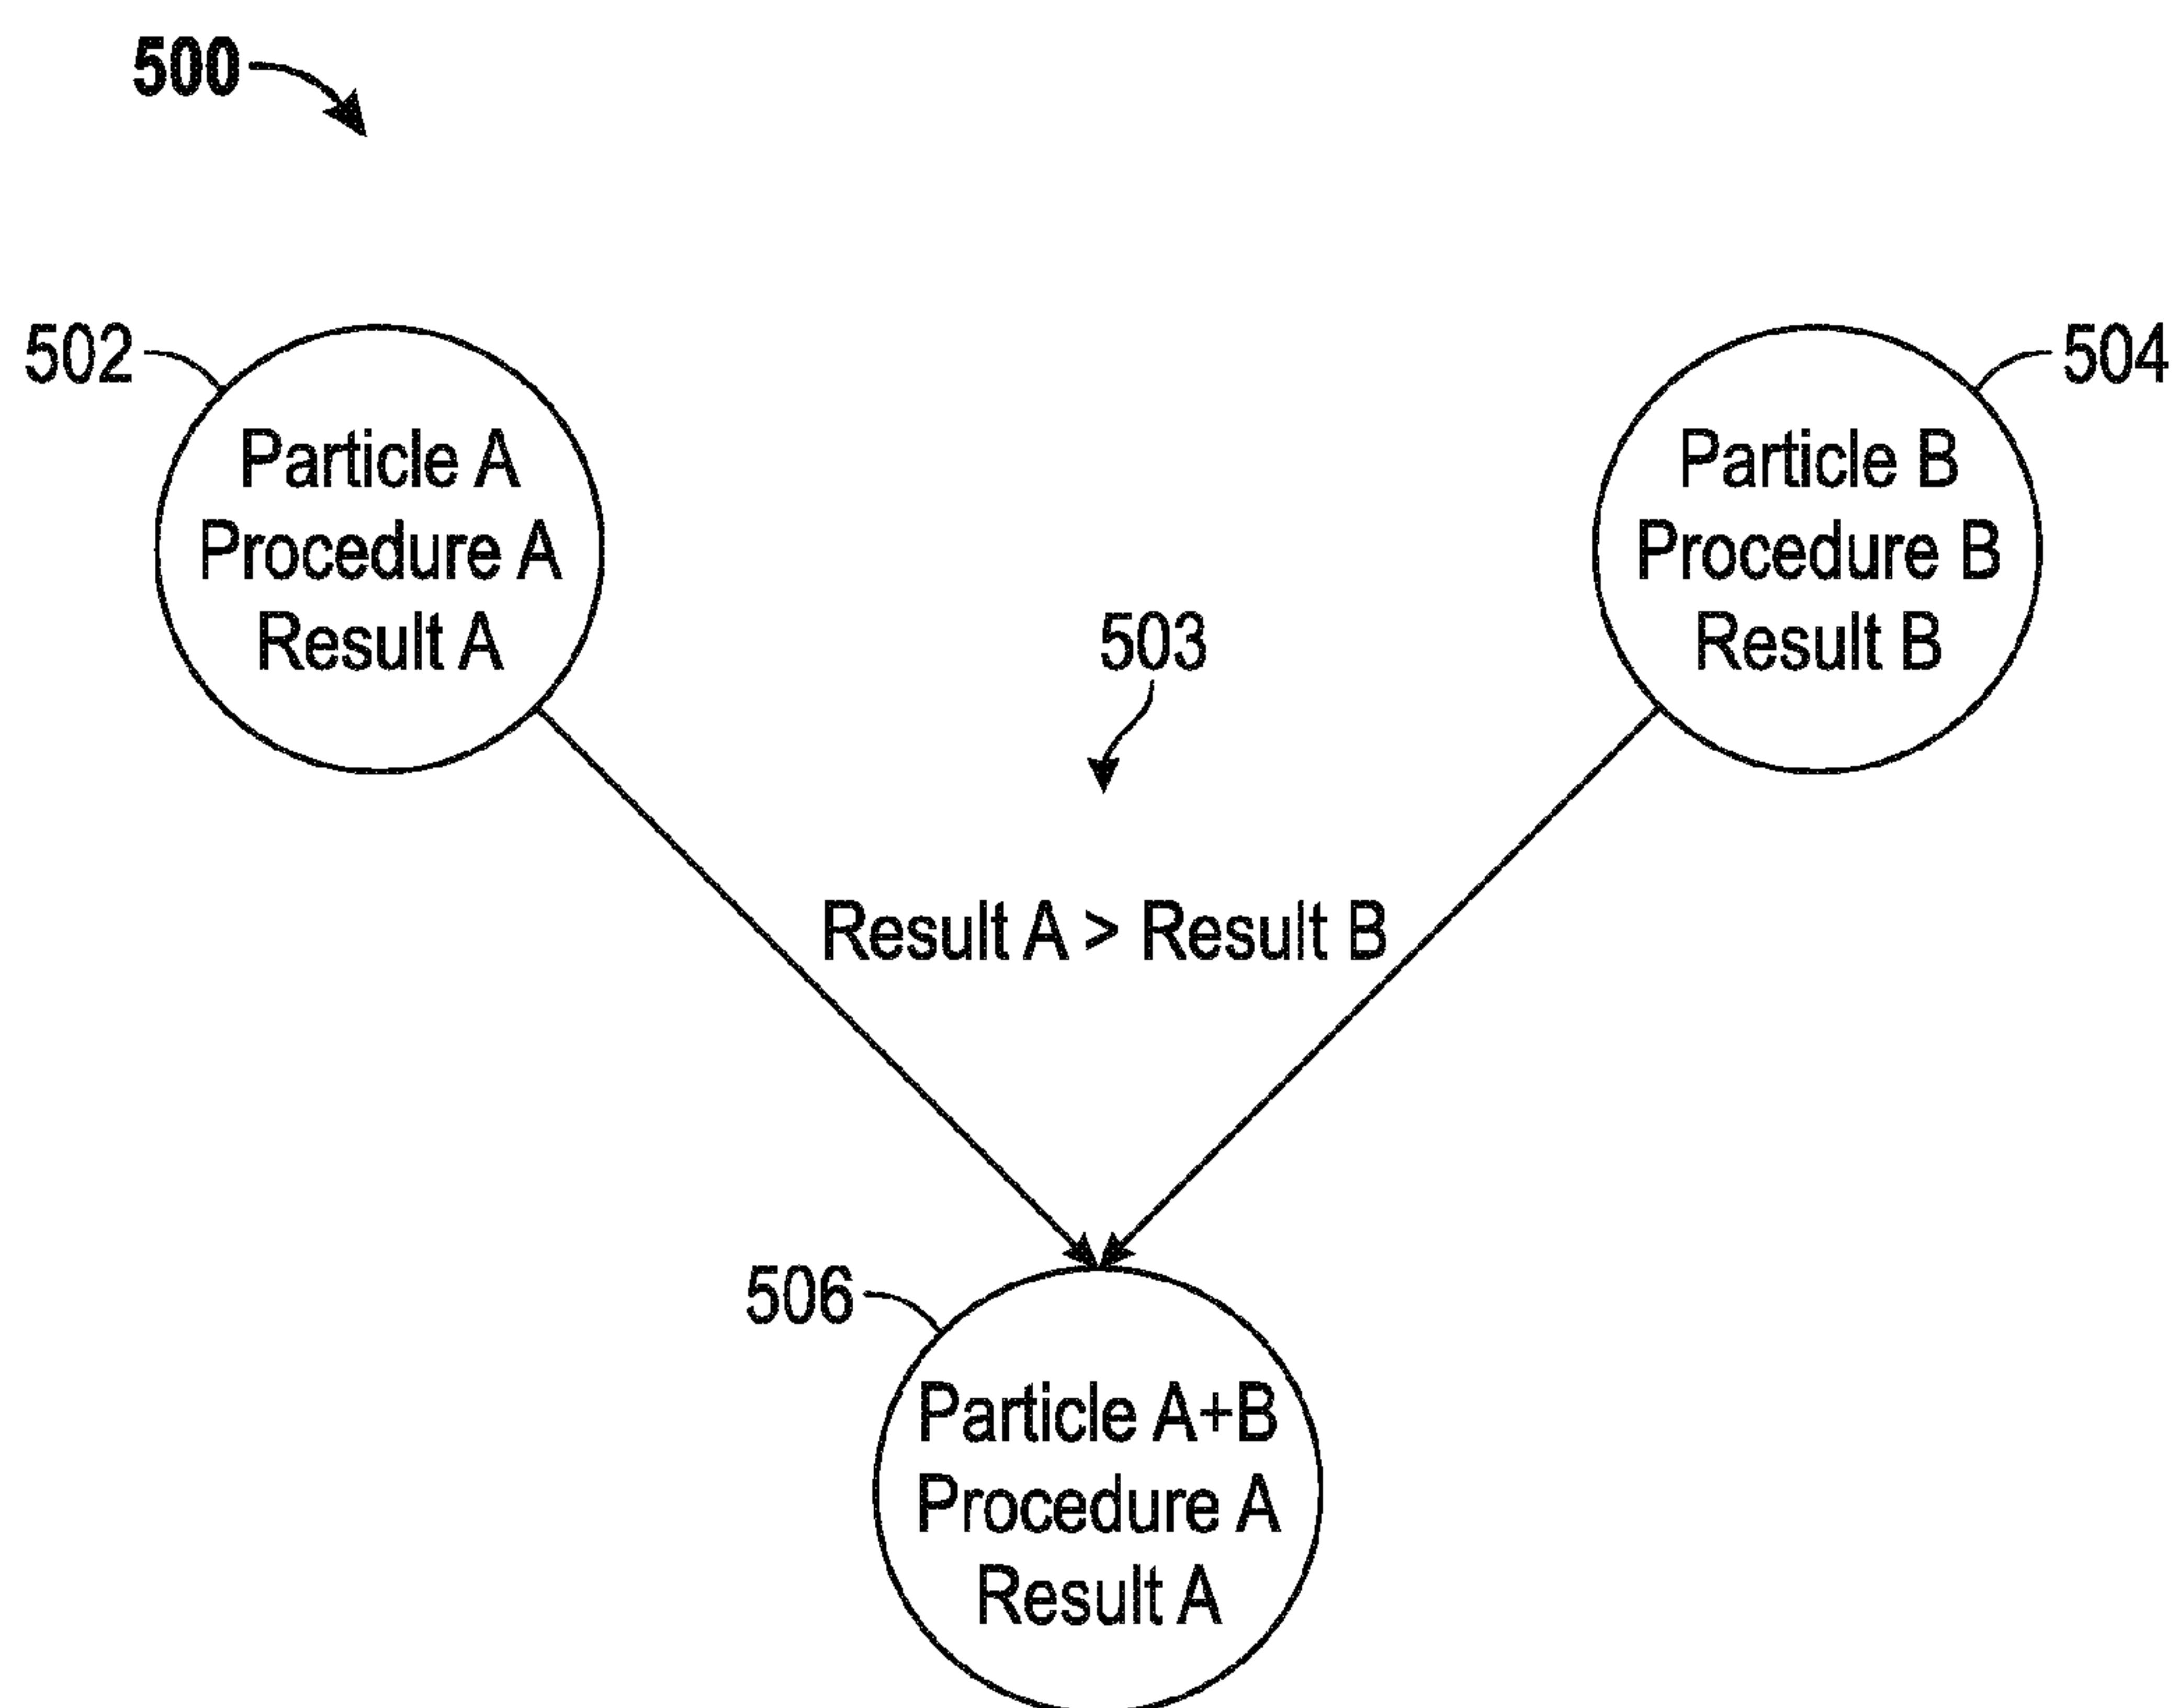 500
502
Particle A
Procedure A
Result A
504
Particle B
Procedure B
Result B
503
Result A > Result B
506
Particle A+B
Procedure A
Result A